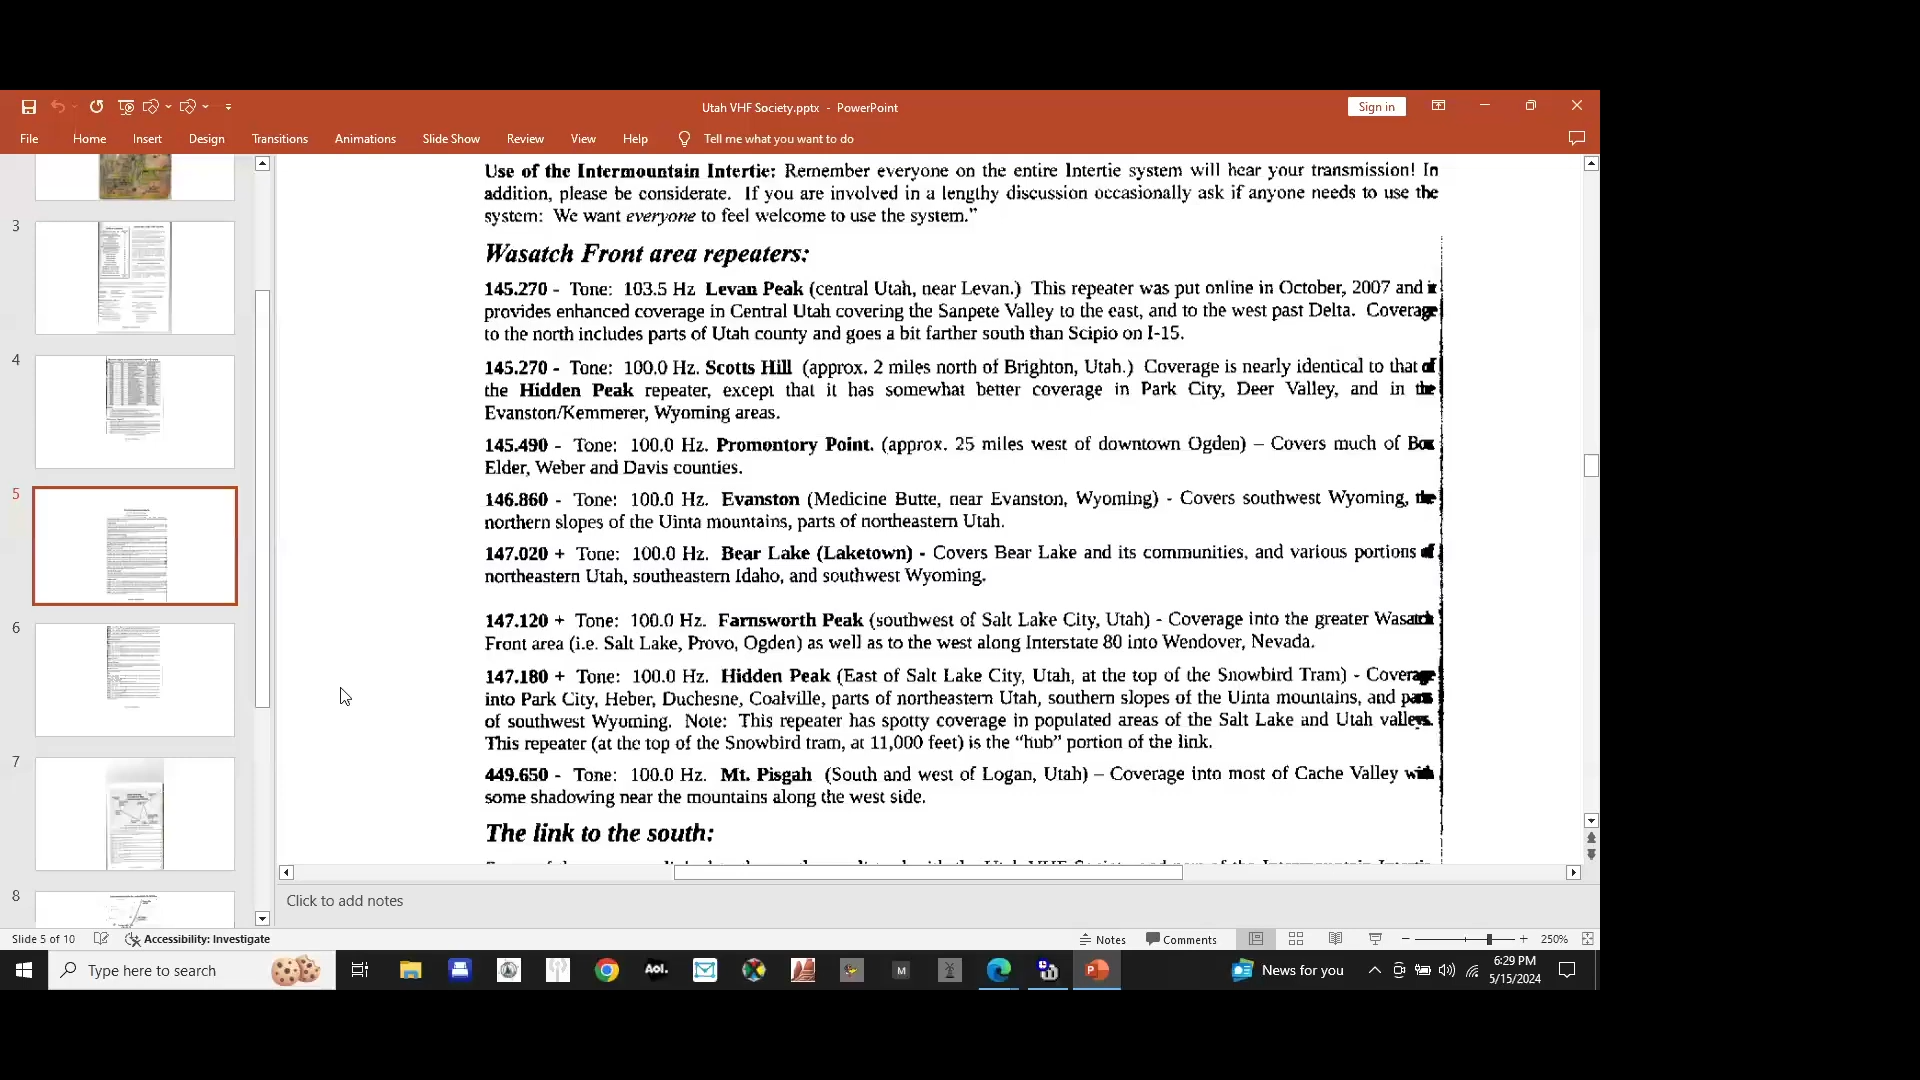 Utah VHF Society.pptx - PowerPoint
Sign in
File Home Insert Design Transitions Animations Slide Show Review View Help Tell me what you want to do
3
4
5
6
7
8
Use of the Intermountain Intertie: Remember everyone on the entire Intertie system will hear your transmission! In
addition, please be considerate. If you are involved in a lengthy discussion occasionally ask if anyone needs to use the
system: We want everyone to feel welcome to use the system.”
Wasatch Front area repeaters:
145.270 - Tone: 103.5 Hz Levan Peak (central Utah, near Levan.) This repeater was put online in October, 2007 and it
provides enhanced coverage in Central Utah covering the Sanpete Valley to the east, and to the west past Delta. Coverage
to the north includes parts of Utah county and goes a bit farther south than Scipio on I-15.
145.270 - Tone: 100.0 Hz. Scotts Hill (approx. 2 miles north of Brighton, Utah.) Coverage is nearly identical to that of
the Hidden Peak repeater, except that it has somewhat better coverage in Park City, Deer Valley, and in the
Evanston/Kemmerer, Wyoming areas.
145.490 - Tone: 100.0 Hz. Promontory Point. (approx. 25 miles west of downtown Ogden) – Covers much of Box
Elder, Weber and Davis counties.
146.860 - Tone: 100.0 Hz. Evanston (Medicine Butte, near Evanston, Wyoming) - Covers southwest Wyoming, the
northern slopes of the Uinta mountains, parts of northeastern Utah.
147.020 + Tone: 100.0 Hz. Bear Lake (Laketown) - Covers Bear Lake and its communities, and various portions of
northeastern Utah, southeastern Idaho, and southwest Wyoming.
147.120 + Tone: 100.0 Hz. Farnsworth Peak (southwest of Salt Lake City, Utah) - Coverage into the greater Wasatch
Front area (i.e. Salt Lake, Provo, Ogden) as well as to the west along Interstate 80 into Wendover, Nevada.
147.180 + Tone: 100.0 Hz. Hidden Peak (East of Salt Lake City, Utah, at the top of the Snowbird Tram) - Coverage
into Park City, Heber, Duchesne, Coalville, parts of northeastern Utah, southern slopes of the Uinta mountains, and parts
of southwest Wyoming. Note: This repeater has spotty coverage in populated areas of the Salt Lake and Utah valleys.
This repeater (at the top of the Snowbird tram, at 11,000 feet) is the “hub” portion of the link.
449.650 - Tone: 100.0 Hz. Mt. Pisgah (South and west of Logan, Utah) – Coverage into most of Cache Valley with
some shadowing near the mountains along the west side.
The link to the south:
Click to add notes
Slide 5 of 10 Accessibility: Investigate Notes Comments 250%
Type here to search Aol. M News for you 6:29 PM
5/15/2024